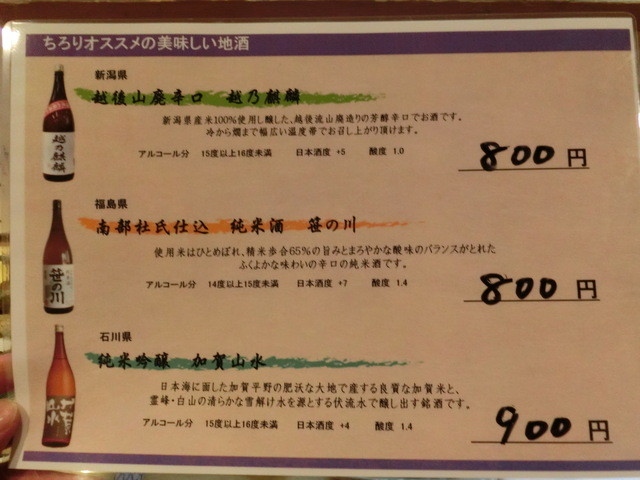 ちろりオススメの美味しい地酒
新潟県
越後山廃辛口 越乃麒麟
新潟県産米100%使用し醸した、越後流山廃造りの芳醇辛口でお酒です。
冷から燗まで幅広い温度帯でお召し上がり頂けます。
アルコール分 15度以上16度未満 日本酒度 +5 酸度 1.0
800円
越乃麒麟
福島県
南部杜氏仕込 純米酒 笹の川
使用米はひとめぼれ、精米歩合65%の旨みとまろやかな酸味のバランスがとれた
ふくよかな味わいの辛口の純米酒です。
アルコール分 14度以上15度未満 日本酒度 +7 酸度 1.4
800円
笹の川
石川県
純米吟醸 加賀山水
日本海に面した加賀平野の肥沃な大地で産する良質な加賀米と、
霊峰・白山の清らかな雪解け水を源とする伏流水で醸し出す銘酒です。
アルコール分 15度以上16度未満 日本酒度 +4 酸度 1.4
900円